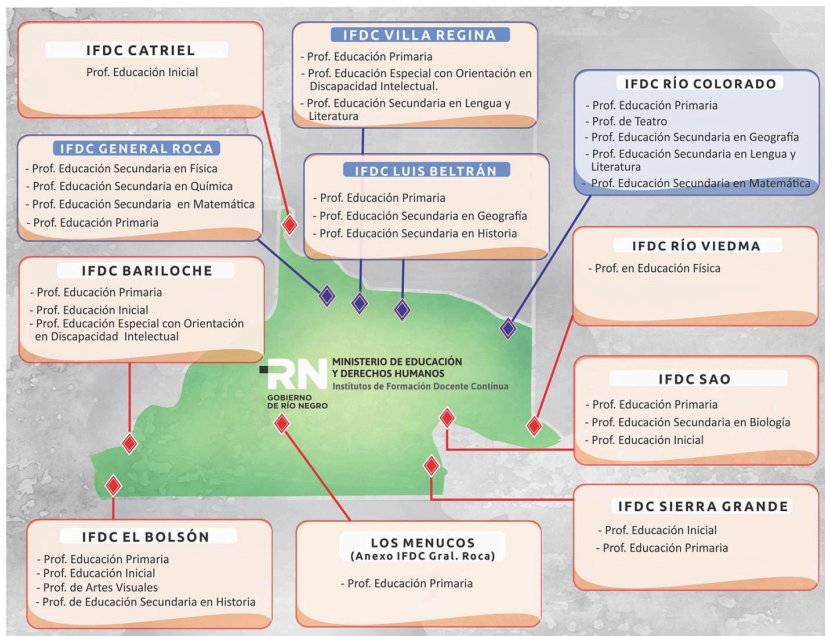 IFDC CATRIEL
Prof. Educación Inicial
IFDC VILLA REGINA
- Prof. Educación Primaria
- Prof. Educación Especial con Orientación en
Discapacidad Intelectual.
- Prof. Educación Secundaria en Lengua y
Literatura
IFDC RÍO COLORADO
- Prof. Educación Primaria
- Prof. de Teatro
- Prof. Educación Secundaria en Geografía
- Prof. Educación Secundaria en Lengua y
Literatura
- Prof. Educación Secundaria en Matemática
IFDC GENERAL ROCA
- Prof. Educación Secundaria en Física
- Prof. Educación Secundaria en Química
- Prof. Educación Secundaria en Matemática
- Prof. Educación Primaria
IFDC LUIS BELTRÁN
- Prof. Educación Primaria
- Prof. Educación Secundaria en Geografía
- Prof. Educación Secundaria en Historia
IFDC RÍO VIEDMA
- Prof. en Educación Física
IFDC BARILOCHE
- Prof. Educación Primaria
- Prof. Educación Inicial
- Prof. Educación Especial con Orientación
en Discapacidad Intelectual
RN
GOBIERNO
DE RÍO NEGRO
MINISTERIO DE EDUCACIÓN
Y DERECHOS HUMANOS
Institutos de Formación Docente Contínua
IFDC SAO
- Prof. Educación Primaria
- Prof. Educación Secundaria en Biología
- Prof. Educación Inicial
IFDC SIERRA GRANDE
- Prof. Educación Inicial
- Prof. Educación Primaria
IFDC EL BOLSÓN
- Prof. Educación Primaria
- Prof. Educación Inicial
- Prof. de Artes Visuales
- Prof. de Educación Secundaria en Historia
LOS MENUCOS
(Anexo IFDC Gral. Roca)
- Prof. Educación Primaria